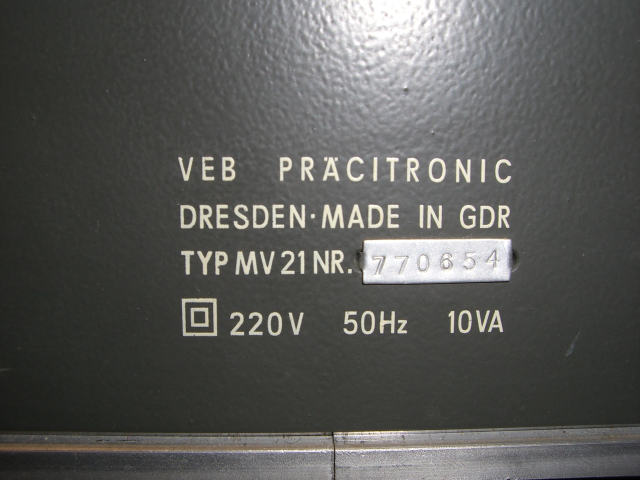 VEB PRÄCITRONIC
DRESDEN·MADE IN GDR
TYP MV 21 NR. 770654
220V 50Hz 10VA